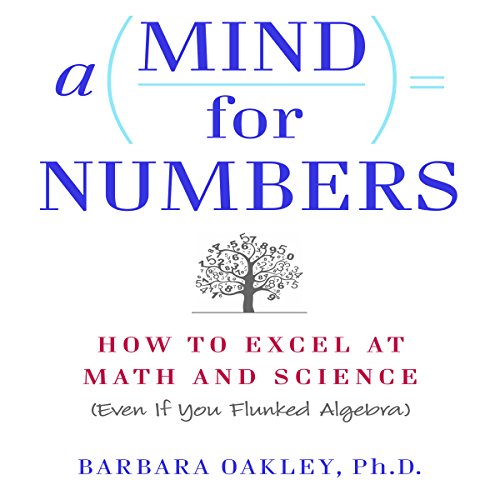 a (MIND
for) =
NUMBERS
HOW TO EXCEL AT
MATH AND SCIENCE
(Even If You Flunked Algebra)
BARBARA OAKLEY, Ph.D.